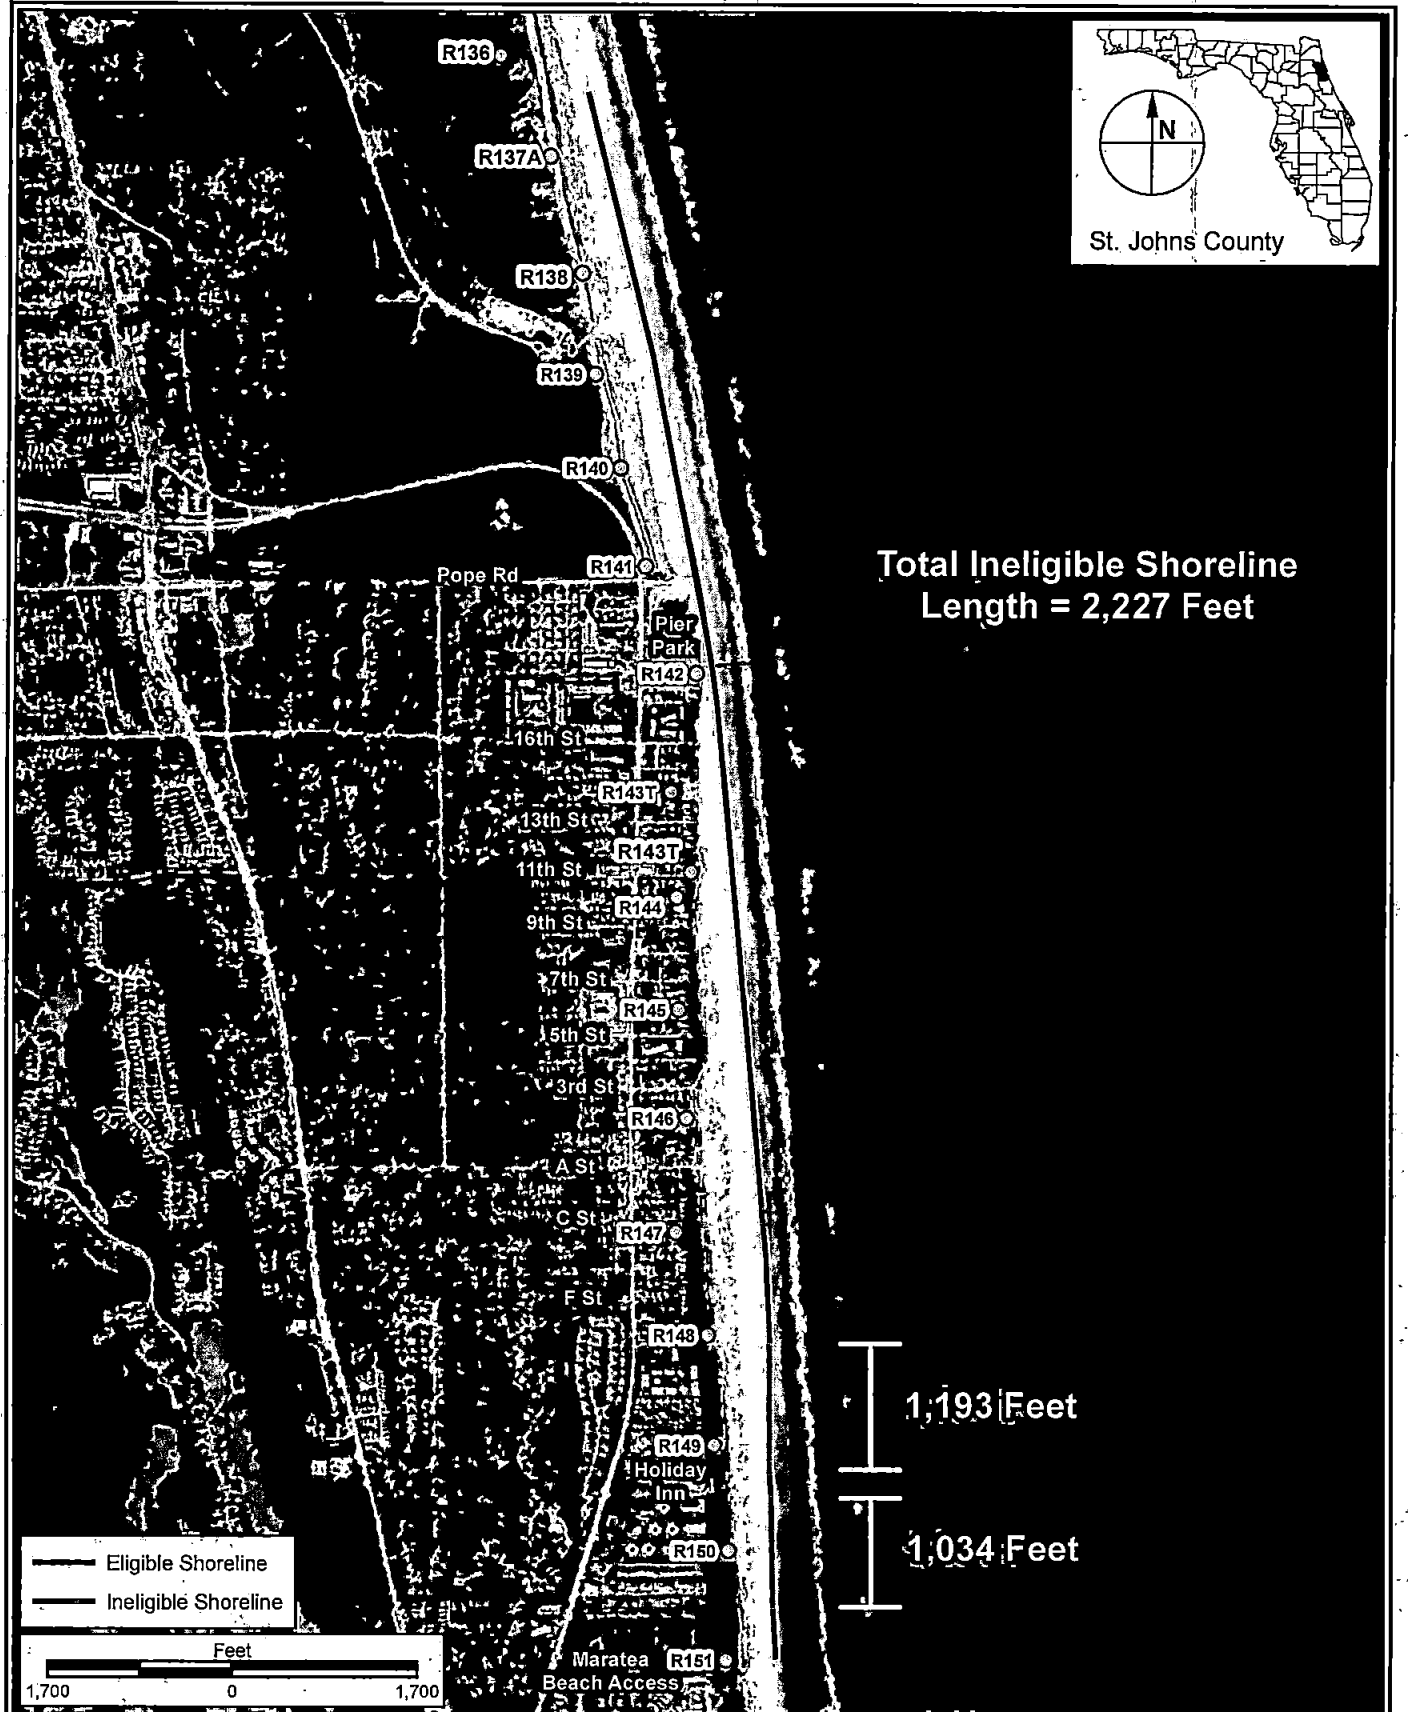 R136
N
R137A
St. Johns County
R138
R139
R140
R141
Pope Rd
Total Ineligible Shoreline
Length = 2,227 Feet
Pier
Park
R142
16th St
R143T
13th St
R143T
11th St
R144
9th St
7th St
R145
5th St
3rd St
R146
A St
C St
R147
F St
R148
1,193 Feet
R149
Holiday
Inn
1,034 Feet
R150
Eligible Shoreline
Ineligible Shoreline
Feet
1,700 0 1,700
Maratea
Beach Access
R151